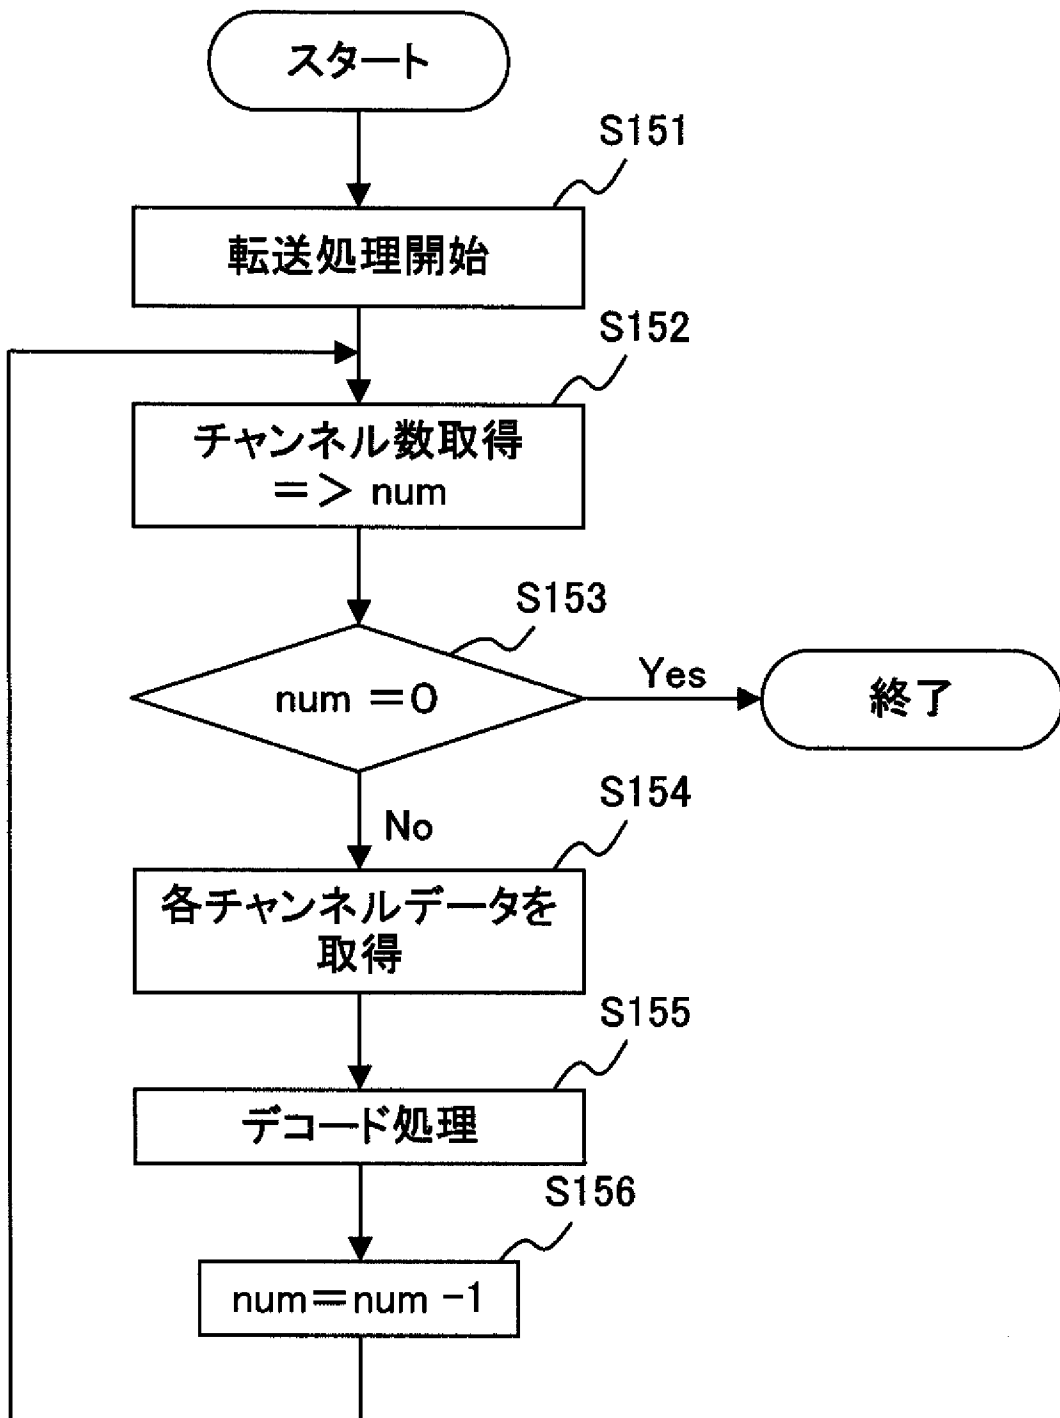 スタート
S151
転送処理開始
S152
チャンネル数取得
=> num
S153
num =0
Yes
終了
No
S154
各チャンネルデータを
取得
S155
デコード処理
S156
num=num -1